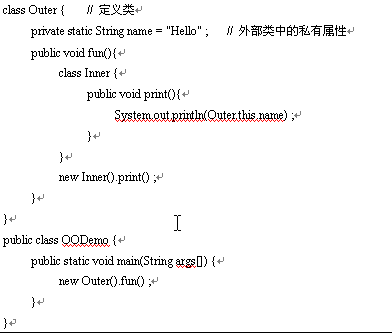 class Outer {        // 定义类
        private static String name = "Hello" ;    // 外部类中的私有属性
        public void fun(){
                class Inner {
                        public void print(){
                                System.out.println(Outer.this.name) ;
                        }
                }
                new Inner().print() ;
        }
}
public class OODemo {
        public static void main(String args[]) {
                new Outer().fun() ;
        }
}